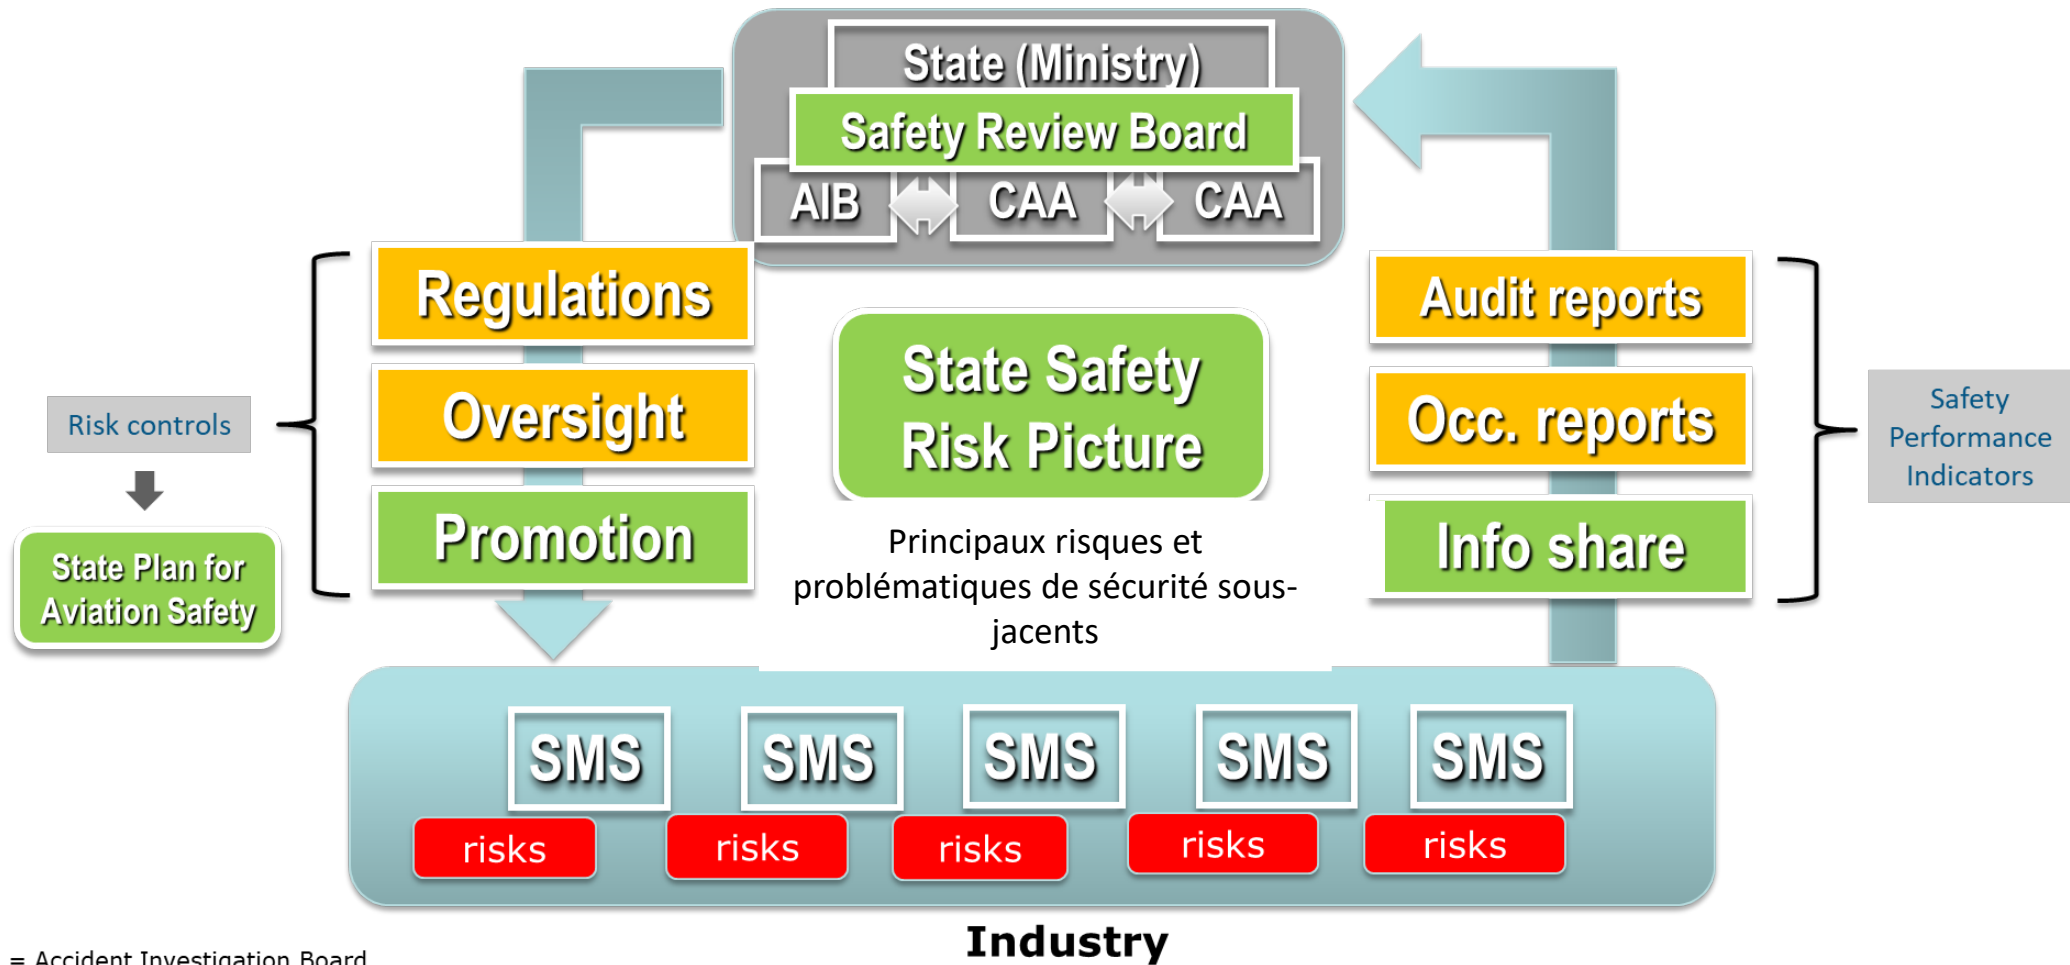 State (Ministry)
Safety Review Board
AIB
CAA
CAA
Regulations
Oversight
Promotion
Risk controls
State Plan for
Aviation Safety
State Safety
Risk Picture
Principaux risques et
problématiques de sécurité sous-
jacents
Audit reports
Occ. reports
Info share
Safety
Performance
Indicators
SMS
SMS
SMS
SMS
SMS
risks
risks
risks
risks
risks
Industry
= Accident Investigation Board